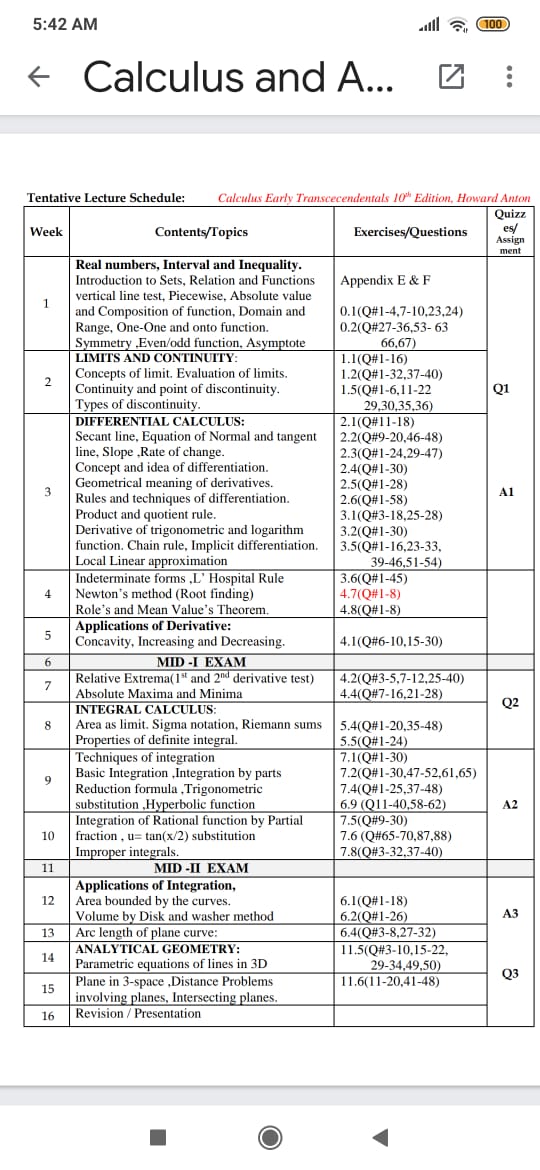 5:42 AM
100
Calculus and A...
Tentative Lecture Schedule: Calculus Early Transcecendentals 10th Edition, Howard Anton
Week Contents/Topics Exercises/Questions Quizz
es/
Assign
ment
1
Real numbers, Interval and Inequality.
Introduction to Sets, Relation and Functions Appendix E & F
vertical line test, Piecewise, Absolute value
and Composition of function, Domain and 0.1(Q#1-4,7-10,23,24)
Range, One-One and onto function. 0.2(Q#27-36,53- 63
Symmetry ,Even/odd function, Asymptote 66,67)
2
LIMITS AND CONTINUITY: 1.1(Q#1-16)
Concepts of limit. Evaluation of limits. 1.2(Q#1-32,37-40)
Continuity and point of discontinuity. 1.5(Q#1-6,11-22
Types of discontinuity. 29,30,35,36)
Q1
3
DIFFERENTIAL CALCULUS: 2.1(Q#11-18)
Secant line, Equation of Normal and tangent 2.2(Q#9-20,46-48)
line, Slope ,Rate of change. 2.3(Q#1-24,29-47)
Concept and idea of differentiation. 2.4(Q#1-30)
Geometrical meaning of derivatives. 2.5(Q#1-28)
Rules and techniques of differentiation. 2.6(Q#1-58)
Product and quotient rule. 3.1(Q#3-18,25-28)
Derivative of trigonometric and logarithm 3.2(Q#1-30)
function. Chain rule, Implicit differentiation. 3.5(Q#1-16,23-33,
Local Linear approximation 39-46,51-54)
A1
4
Indeterminate forms ,L' Hospital Rule 3.6(Q#1-45)
Newton's method (Root finding) 4.7(Q#1-8)
Role's and Mean Value's Theorem. 4.8(Q#1-8)
5
Applications of Derivative:
Concavity, Increasing and Decreasing. 4.1(Q#6-10,15-30)
6 MID -I EXAM
7
Relative Extrema(1st and 2nd derivative test) 4.2(Q#3-5,7-12,25-40)
Absolute Maxima and Minima 4.4(Q#7-16,21-28)
Q2
8
INTEGRAL CALCULUS:
Area as limit. Sigma notation, Riemann sums 5.4(Q#1-20,35-48)
Properties of definite integral. 5.5(Q#1-24)
9
Techniques of integration 7.1(Q#1-30)
Basic Integration ,Integration by parts 7.2(Q#1-30,47-52,61,65)
Reduction formula ,Trigonometric 7.4(Q#1-25,37-48)
substitution ,Hyperbolic function 6.9 (Q11-40,58-62)
A2
10
Integration of Rational function by Partial 7.5(Q#9-30)
fraction , u= tan(x/2) substitution 7.6 (Q#65-70,87,88)
Improper integrals. 7.8(Q#3-32,37-40)
11 MID -II EXAM
12
Applications of Integration,
Area bounded by the curves. 6.1(Q#1-18)
Volume by Disk and washer method 6.2(Q#1-26)
A3
13 Arc length of plane curve: 6.4(Q#3-8,27-32)
14
ANALYTICAL GEOMETRY: 11.5(Q#3-10,15-22,
Parametric equations of lines in 3D 29-34,49,50)
Q3
15
Plane in 3-space ,Distance Problems 11.6(11-20,41-48)
involving planes, Intersecting planes.
16 Revision / Presentation